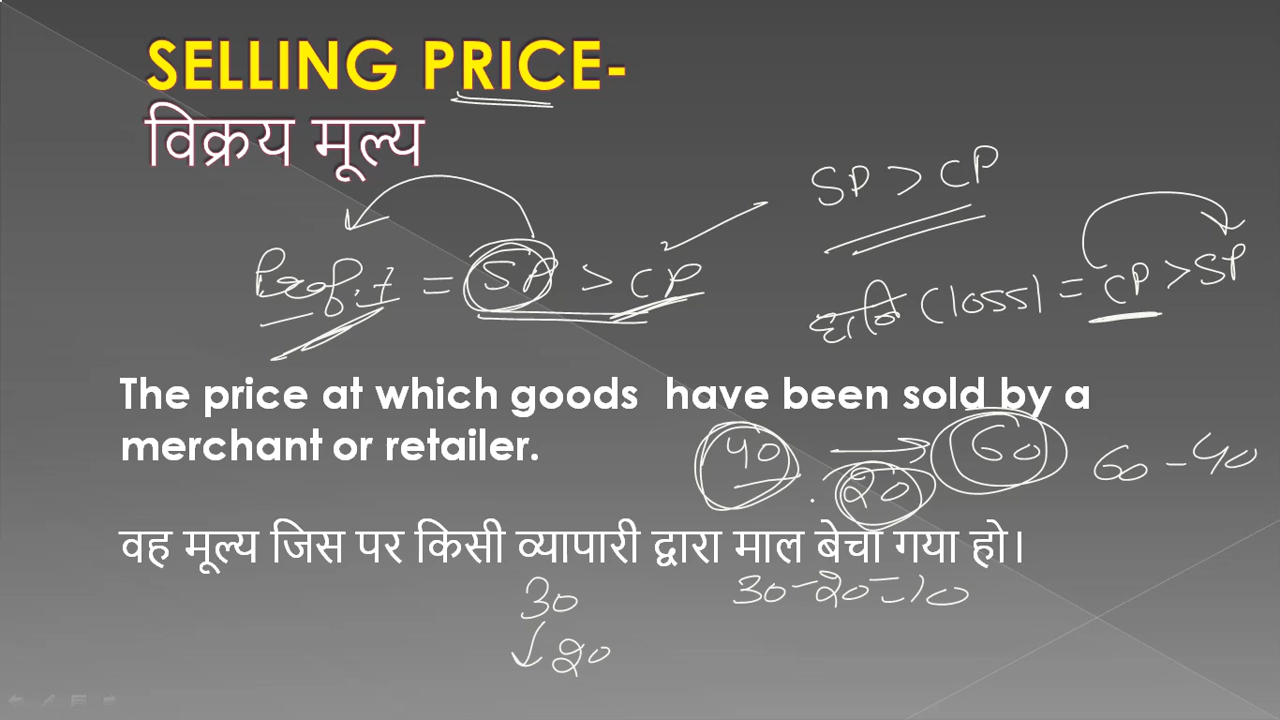 SELLING PRICE-
विक्रय मूल्य
SP > CP
Profit = SP > CP
हानि (loss) = CP > SP
The price at which goods have been sold by a
merchant or retailer.
40 → 60
20
60 - 40
वह मूल्य जिस पर किसी व्यापारी द्वारा माल बेचा गया हो।
30
↓ 20
30 - 20 = 10